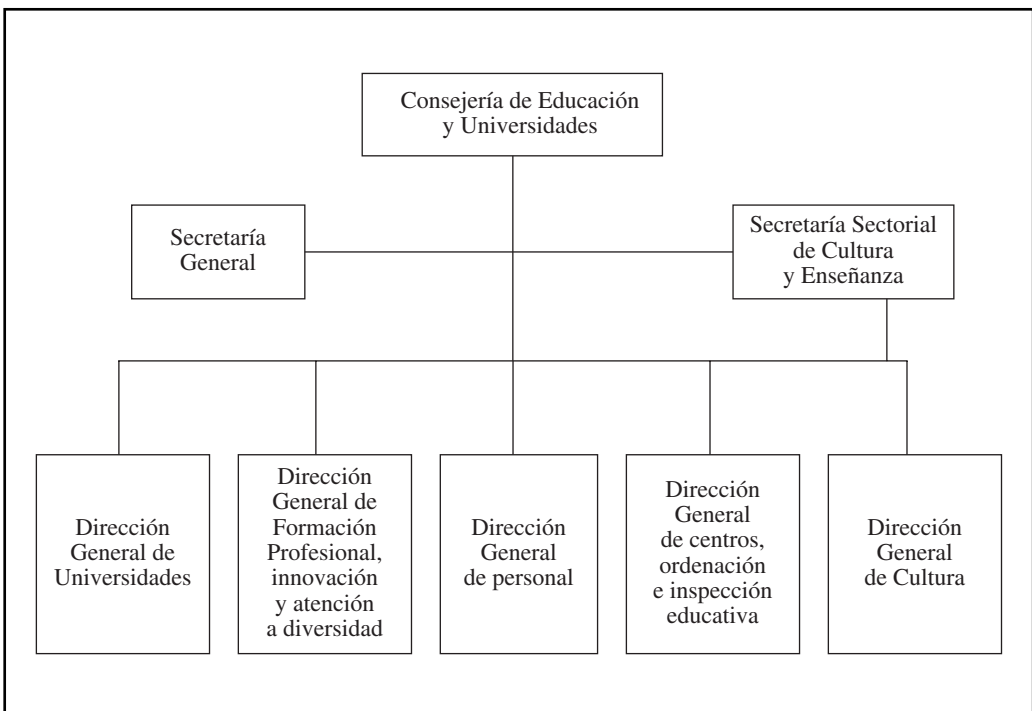 Consejería de Educación
y Universidades
Secretaría
General
Secretaría Sectorial
de Cultura
y Enseñanza
Dirección
General de
Universidades
Dirección
General de
Formación
Profesional,
innovación
y atención
a diversidad
Dirección
General
de personal
Dirección
General
de centros,
ordenación
e inspección
educativa
Dirección
General
de Cultura